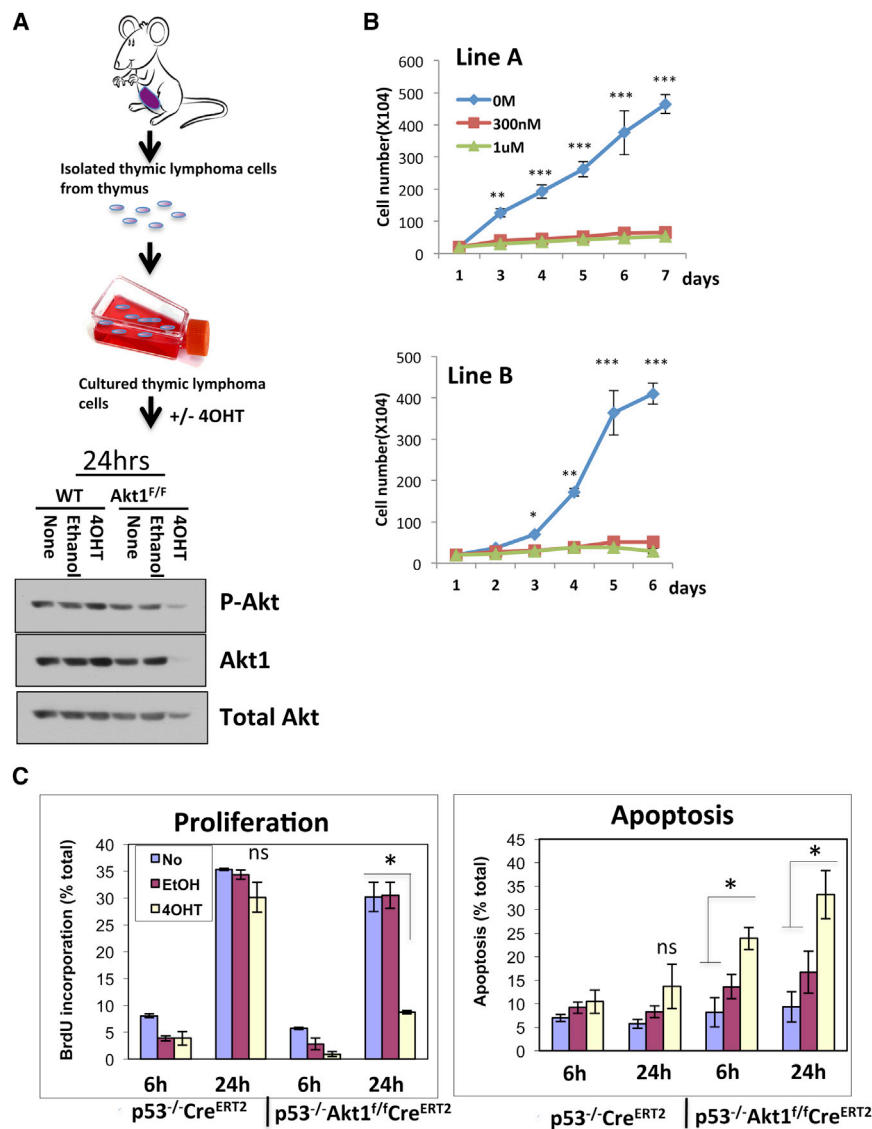 A
Isolated thymic lymphoma cells
from thymus
Cultured thymic lymphoma
cells
+/- 4OHT
24hrs
WT Akt1F/F
None Ethanol 4OHT None Ethanol 4OHT
P-Akt
Akt1
Total Akt
B
Line A
0M
300nM
1uM
Cell number(X104)
600
500
400
300
200
100
0
** *** *** *** ***
1 3 4 5 6 7 days
Line B
Cell number(X104)
500
400
300
200
100
0
* ** *** ***
1 2 3 4 5 6 days
C
Proliferation
No
EtOH
4OHT
BrdU incorporation (% total)
40
35
30
25
20
15
10
5
0
ns *
6h 24h 6h 24h
p53-/-CreERT2 p53-/-Akt1f/fCreERT2
Apoptosis
Apoptosis (% total)
45
40
35
30
25
20
15
10
5
0
ns * *
6h 24h 6h 24h
p53-/-CreERT2 p53-/-Akt1f/fCreERT2